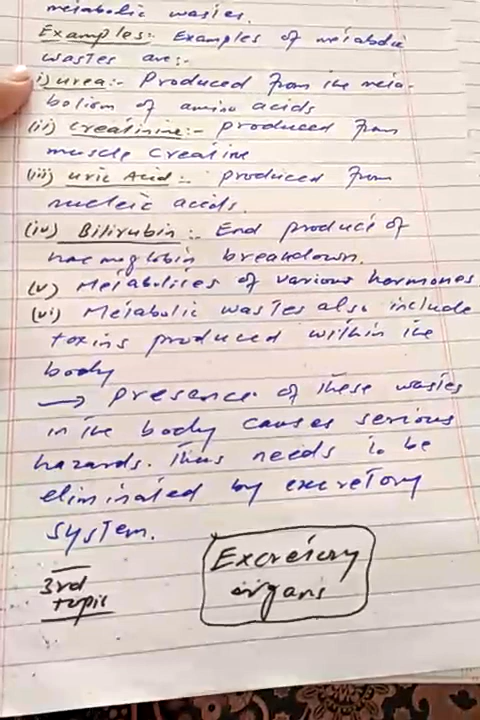 metabolic wastes.
Examples:- Examples of metabolic
wastes are:-
i) urea:- Produced from the meta-
bolism of amino acids
(ii) Creatinine:- produced from
muscle Creatine
(iii) Uric Acid:- produced from
nucleic acids.
(iv) Bilirubin:- End product of
haemoglobin breakdown.
(v) Metabolites of various hormones
(vi) Metabolic wastes also include
toxins produced within the
body
→ presence of these wastes
in the body causes serious
hazards. Thus needs to be
eliminated by excretory
system.
3rd
topic
Excretory
organs